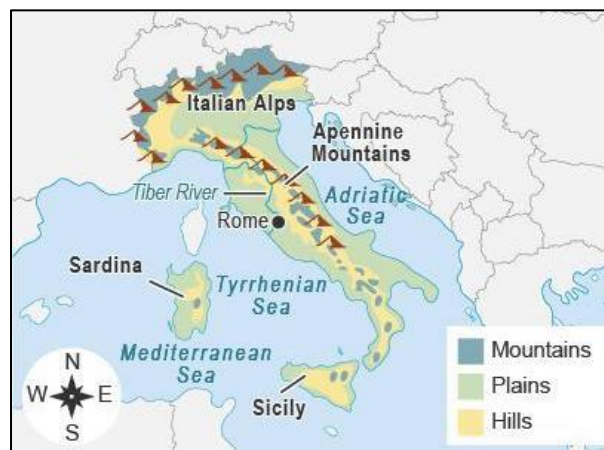 Italian Alps
Apennine
Mountains
Tiber River
Adriatic
Sea
Rome
Sardina
Tyrrhenian
Sea
Mediterranean
Sea
Sicily
N
W E
S
Mountains
Plains
Hills